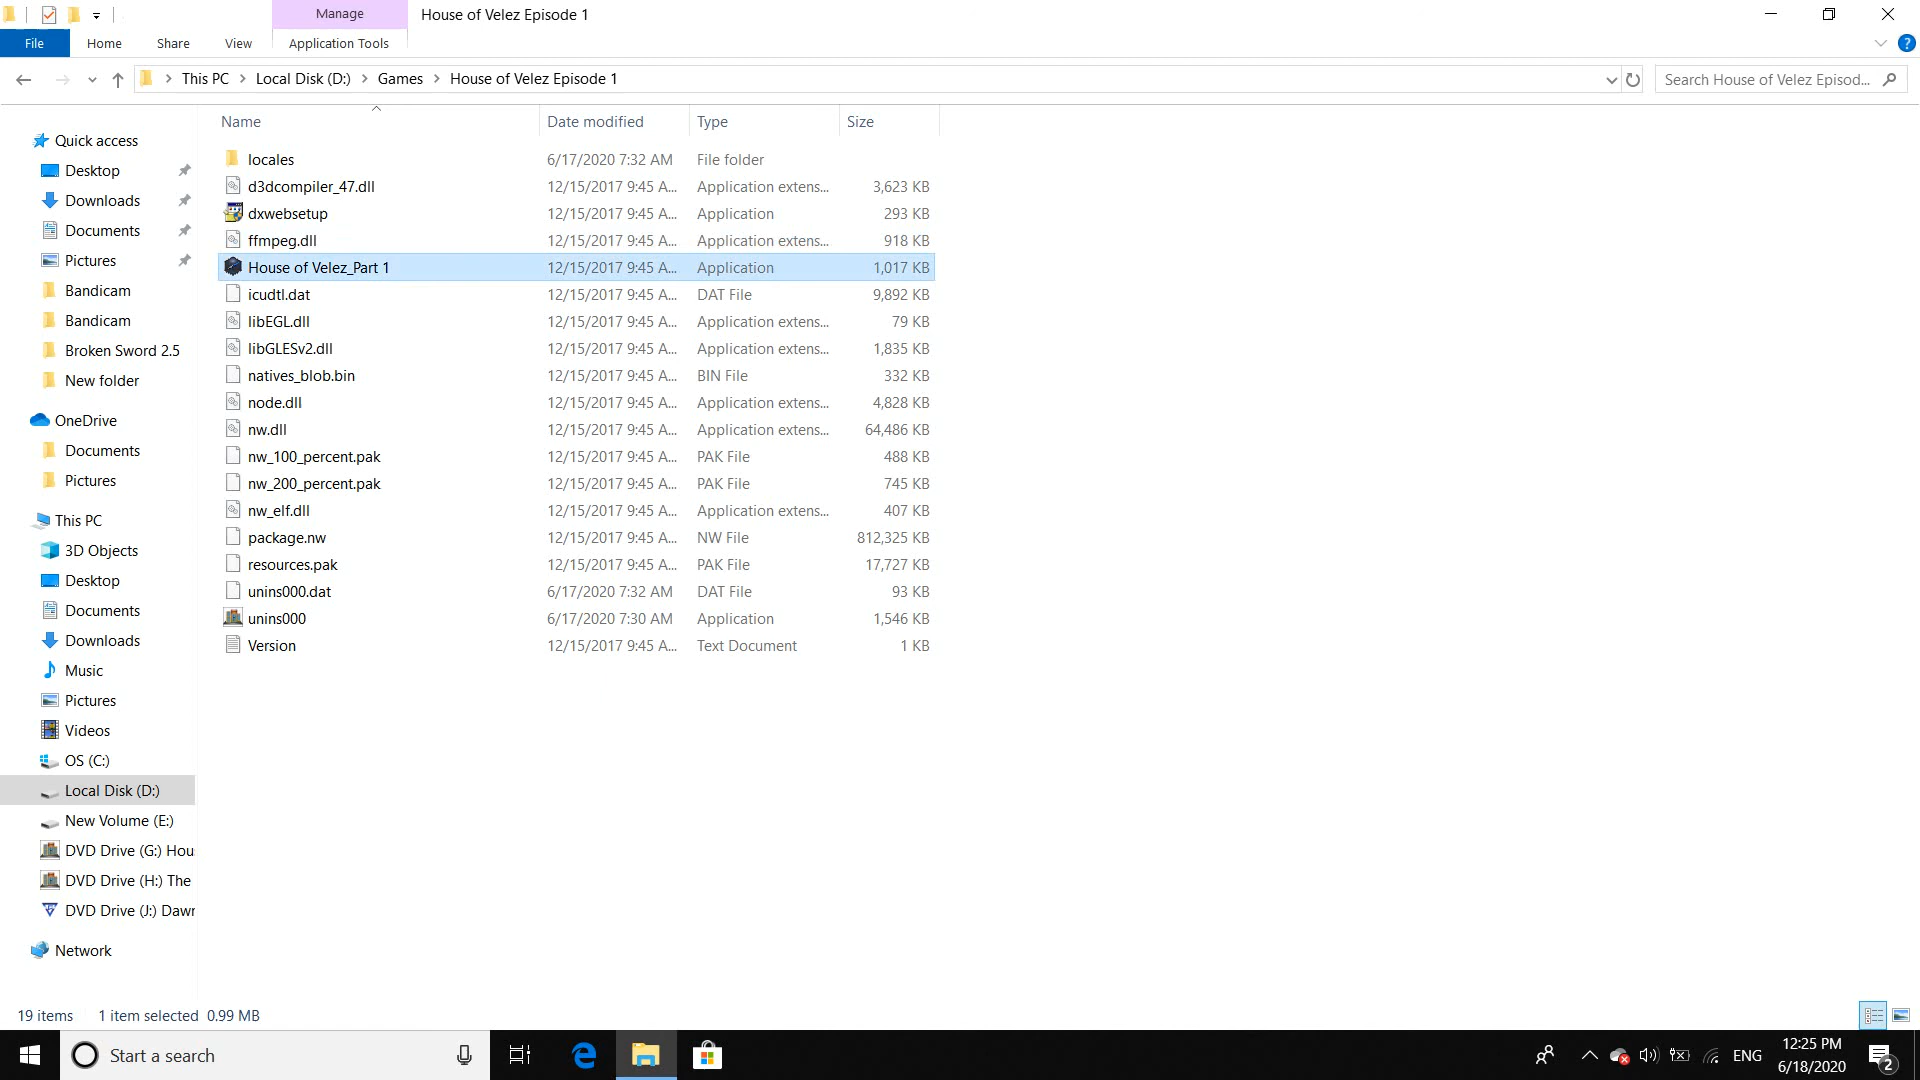 Manage
House of Velez Episode 1
File
Home
Share
View
Application Tools
This PC
Local Disk (D:)
Games
House of Velez Episode 1
Search House of Velez Episod...
Name
Date modified
Type
Size
Quick access
Desktop
Downloads
Documents
Pictures
Bandicam
Bandicam
Broken Sword 2.5
New folder
OneDrive
Documents
Pictures
This PC
3D Objects
Desktop
Documents
Downloads
Music
Pictures
Videos
OS (C:)
Local Disk (D:)
New Volume (E:)
DVD Drive (G:) Hou
DVD Drive (H:) The
DVD Drive (J:) Dawn
Network
locales 6/17/2020 7:32 AM File folder
d3dcompiler_47.dll 12/15/2017 9:45 A... Application extens... 3,623 KB
dxwebsetup 12/15/2017 9:45 A... Application 293 KB
ffmpeg.dll 12/15/2017 9:45 A... Application extens... 918 KB
House of Velez_Part 1 12/15/2017 9:45 A... Application 1,017 KB
icudtl.dat 12/15/2017 9:45 A... DAT File 9,892 KB
libEGL.dll 12/15/2017 9:45 A... Application extens... 79 KB
libGLESv2.dll 12/15/2017 9:45 A... Application extens... 1,835 KB
natives_blob.bin 12/15/2017 9:45 A... BIN File 332 KB
node.dll 12/15/2017 9:45 A... Application extens... 4,828 KB
nw.dll 12/15/2017 9:45 A... Application extens... 64,486 KB
nw_100_percent.pak 12/15/2017 9:45 A... PAK File 488 KB
nw_200_percent.pak 12/15/2017 9:45 A... PAK File 745 KB
nw_elf.dll 12/15/2017 9:45 A... Application extens... 407 KB
package.nw 12/15/2017 9:45 A... NW File 812,325 KB
resources.pak 12/15/2017 9:45 A... PAK File 17,727 KB
unins000.dat 6/17/2020 7:32 AM DAT File 93 KB
unins000 6/17/2020 7:30 AM Application 1,546 KB
Version 12/15/2017 9:45 A... Text Document 1 KB
19 items 1 item selected 0.99 MB
Start a search
ENG
12:25 PM
6/18/2020
2